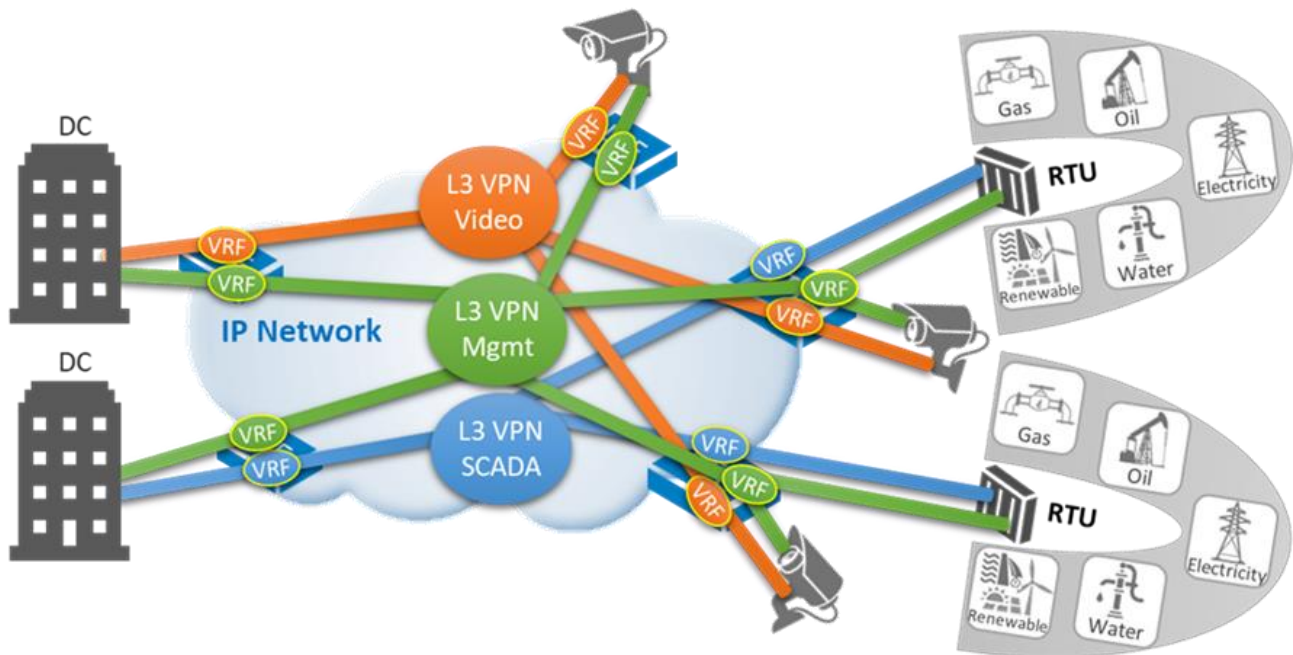 DC
VRF
VRF
L3 VPN
Video
VRF
VRF
IP Network
L3 VPN
Mgmt
VRF
VRF
VRF
Gas
Oil
Electricity
RTU
Renewable
Water
DC
VRF
VRF
L3 VPN
SCADA
VRF
VRF
VRF
Gas
Oil
Electricity
RTU
Renewable
Water